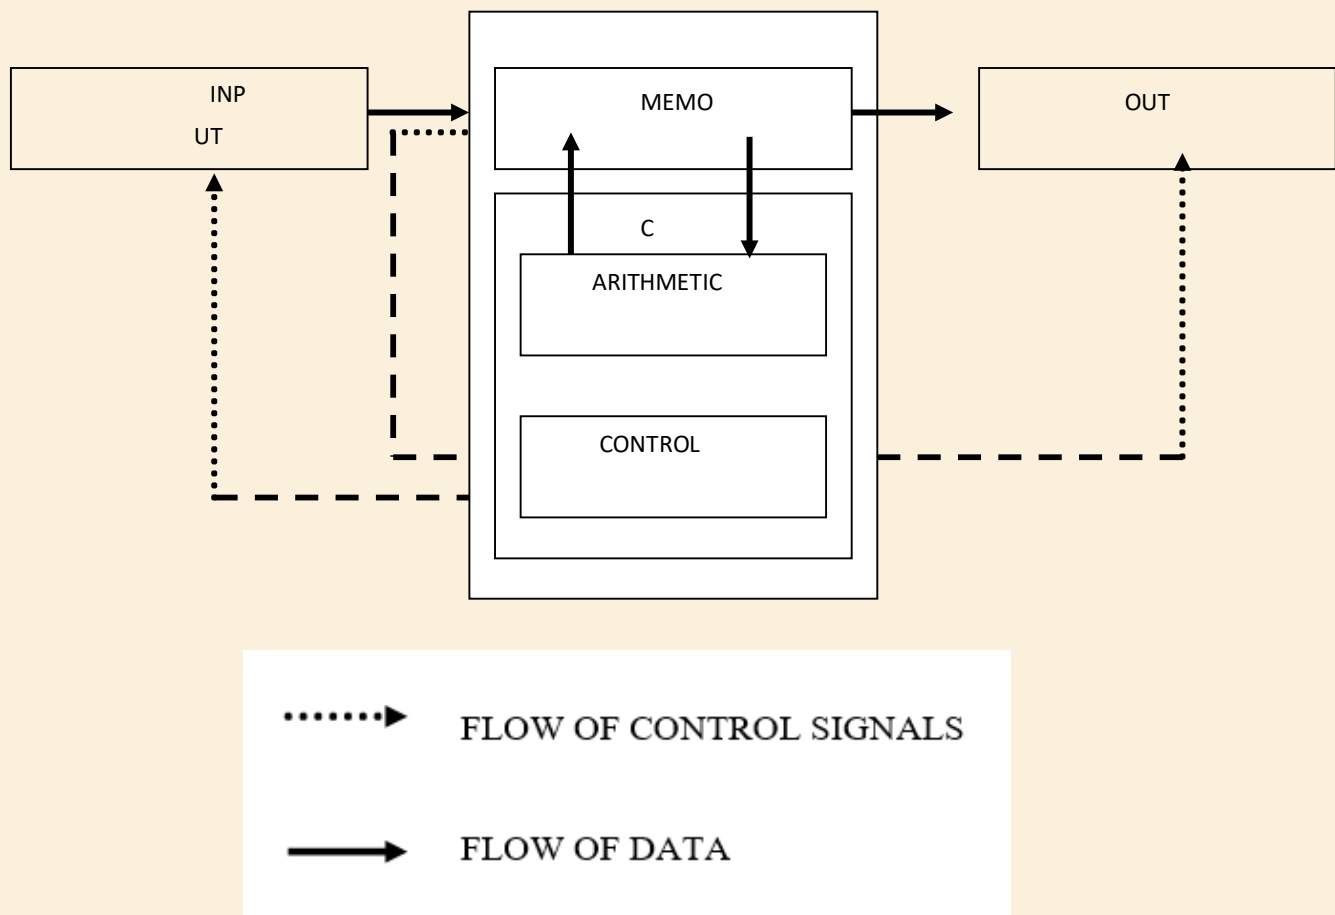 INP
UT
MEMO
OUT
C
ARITHMETIC
CONTROL
FLOW OF CONTROL SIGNALS
FLOW OF DATA